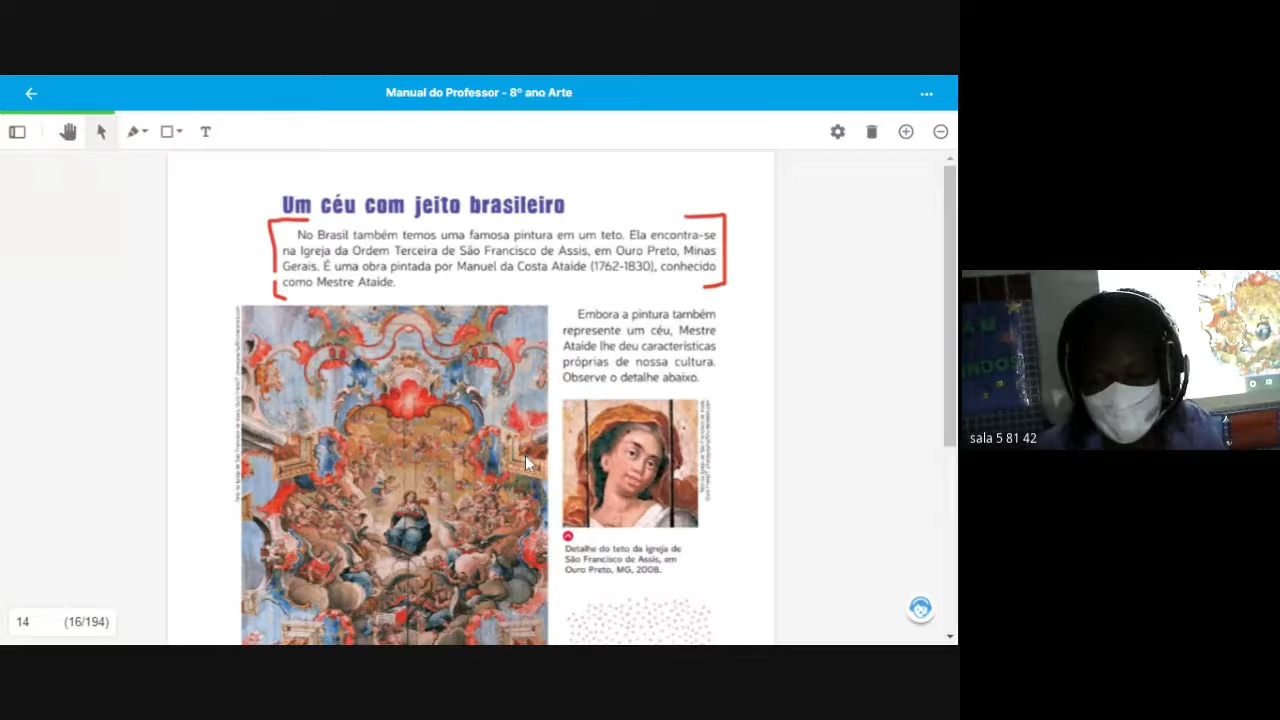 Manual do Professor - 8º ano Arte
T
Um céu com jeito brasileiro
No Brasil também temos uma famosa pintura em um teto. Ela encontra-se
na Igreja da Ordem Terceira de São Francisco de Assis, em Ouro Preto, Minas
Gerais. É uma obra pintada por Manuel da Costa Ataíde (1762-1830), conhecido
como Mestre Ataíde.
Embora a pintura também
represente um céu, Mestre
Ataíde lhe deu características
próprias de nossa cultura.
Observe o detalhe abaixo.
Detalhe do teto da igreja de
São Francisco de Assis, em
Ouro Preto, MG, 2008.
14 (16/194)
sala 5 81 42